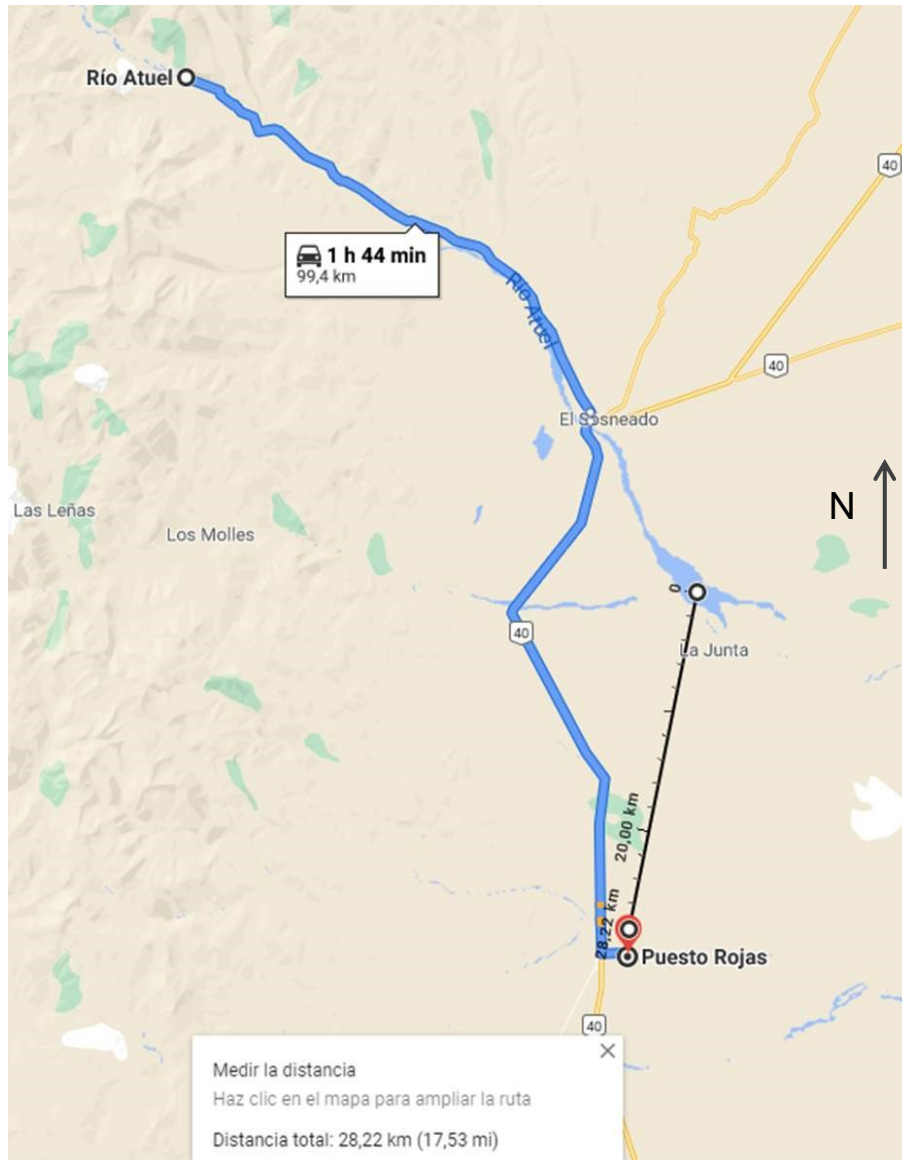 Río Atuel
40
1 h 44 min
99,4 km
Río Atuel
40
El Sosneado
Las Leñas
N
Los Molles
0
40
La Junta
20,00 km
28,22 km
Puesto Rojas
40
Medir la distancia
Haz clic en el mapa para ampliar la ruta
Distancia total: 28,22 km (17,53 mi)